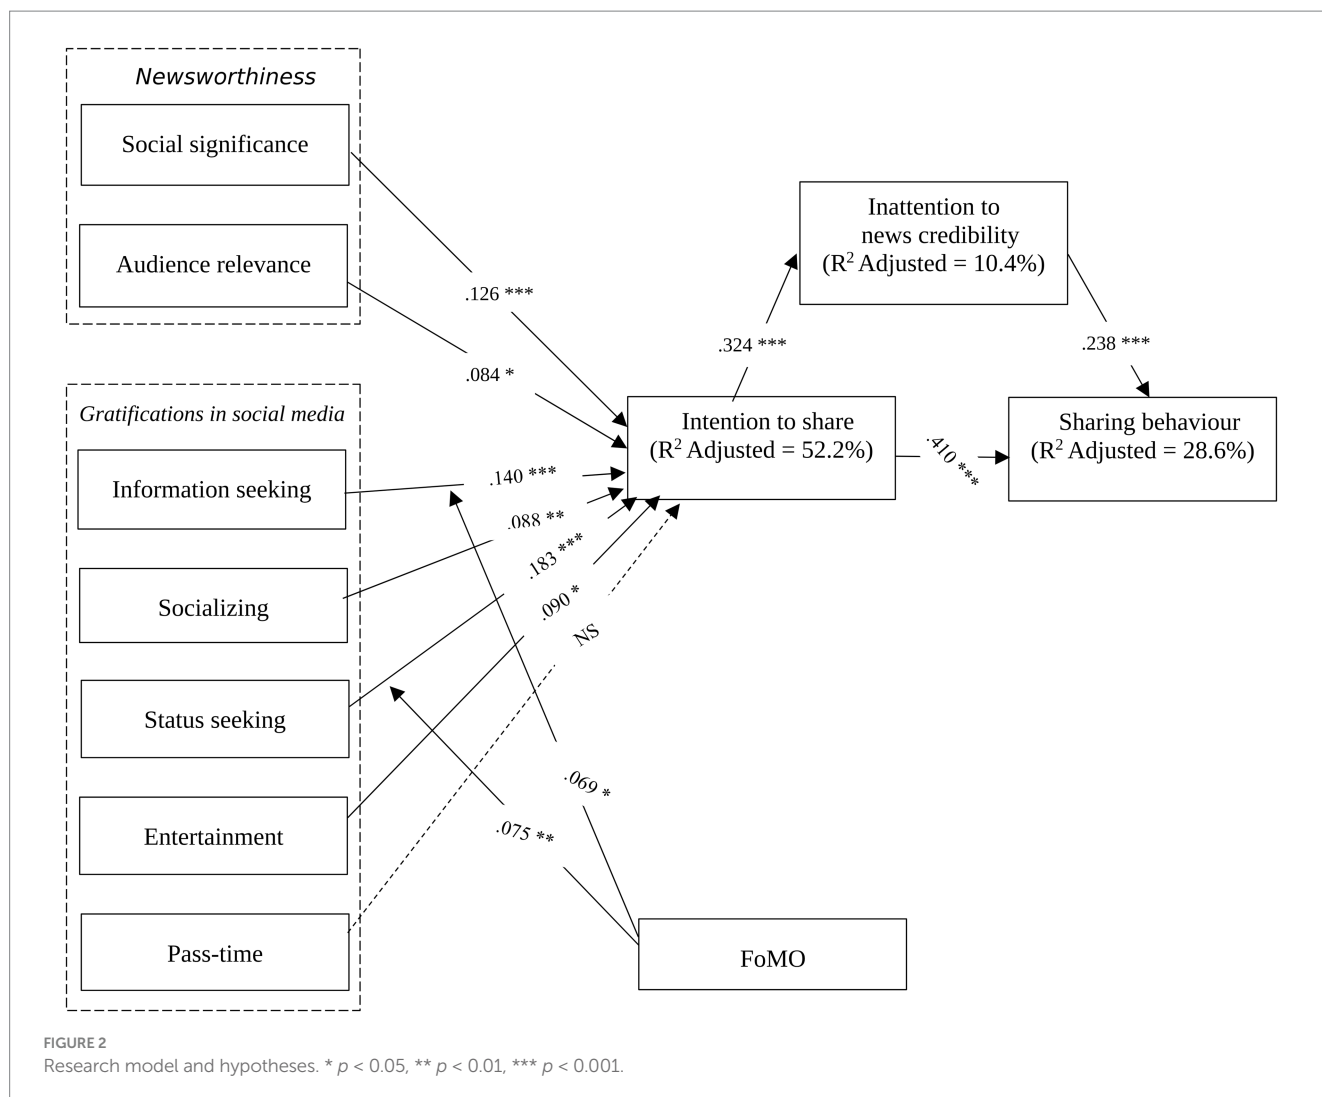 Newsworthiness
Social significance
Audience relevance
.126 ***
.084 *
Inattention to
news credibility
(R² Adjusted = 10.4%)
.324 ***
.238 ***
Intention to share
(R² Adjusted = 52.2%)
.410 ***
Sharing behaviour
(R² Adjusted = 28.6%)
Gratifications in social media
Information seeking
Socializing
Status seeking
Entertainment
Pass-time
.140 ***
.088 **
.183 ***
.090 *
NS
.069 *
.075 **
FoMO
FIGURE 2
Research model and hypotheses. * p < 0.05, ** p < 0.01, *** p < 0.001.